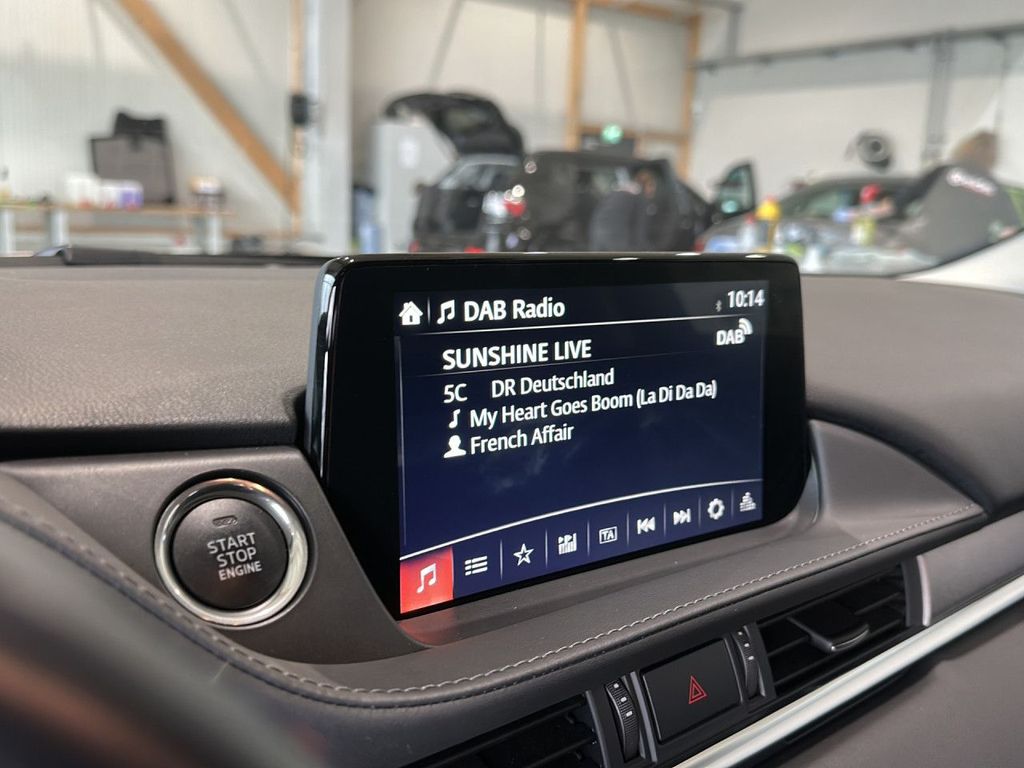 DAB Radio
10:14
DAB
SUNSHINE LIVE
5C DR Deutschland
My Heart Goes Boom (La Di Da Da)
French Affair
TA
START
STOP
ENGINE